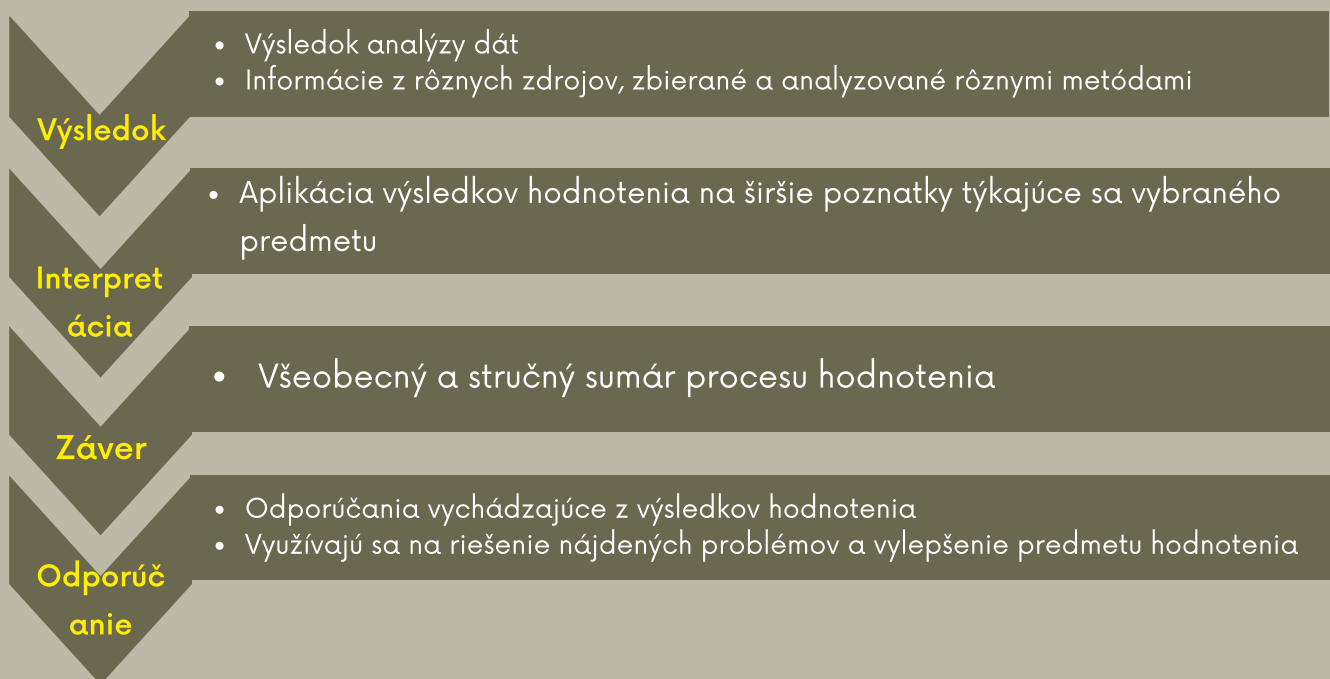 Výsledok
• Výsledok analýzy dát
• Informácie z rôznych zdrojov, zbierané a analyzované rôznymi metódami
Interpret
ácia
• Aplikácia výsledkov hodnotenia na širšie poznatky týkajúce sa vybraného
predmetu
Záver
• Všeobecný a stručný sumár procesu hodnotenia
Odporúč
anie
• Odporúčania vychádzajúce z výsledkov hodnotenia
• Využívajú sa na riešenie nájdených problémov a vylepšenie predmetu hodnotenia